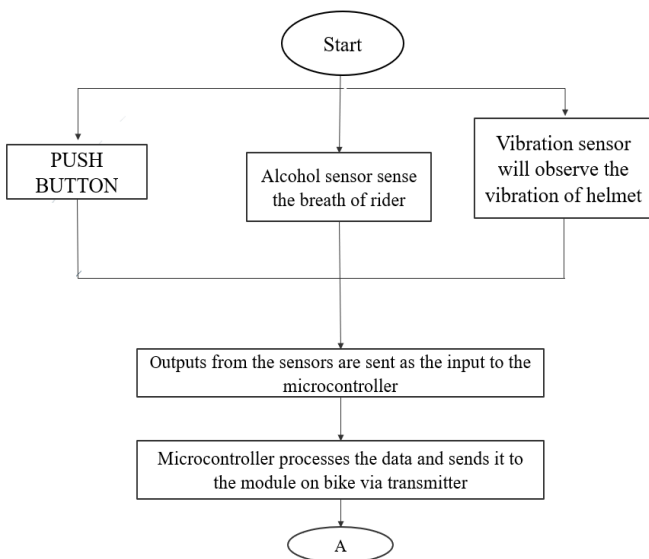 Start
PUSH
BUTTON
Alcohol sensor sense
the breath of rider
Vibration sensor
will observe the
vibration of helmet
Outputs from the sensors are sent as the input to the
microcontroller
Microcontroller processes the data and sends it to
the module on bike via transmitter
A